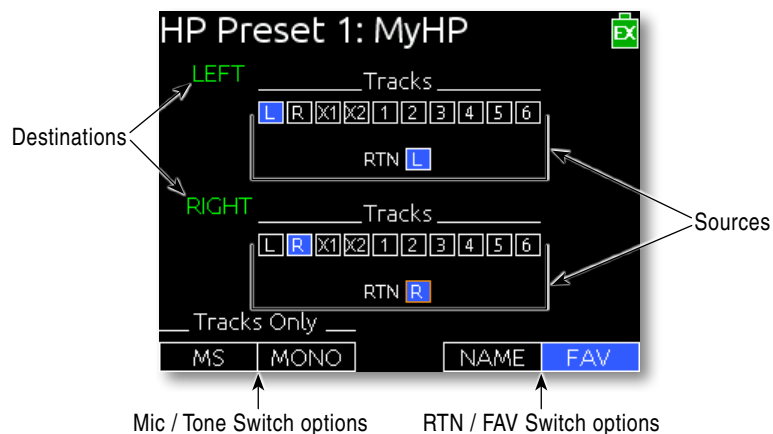 HP Preset 1: MyHP
EX
LEFT
Tracks
L R X1 X2 1 2 3 4 5 6
RTN L
Destinations
RIGHT
Tracks
L R X1 X2 1 2 3 4 5 6
RTN R
Sources
Tracks Only
MS MONO NAME FAV
Mic / Tone Switch options
RTN / FAV Switch options